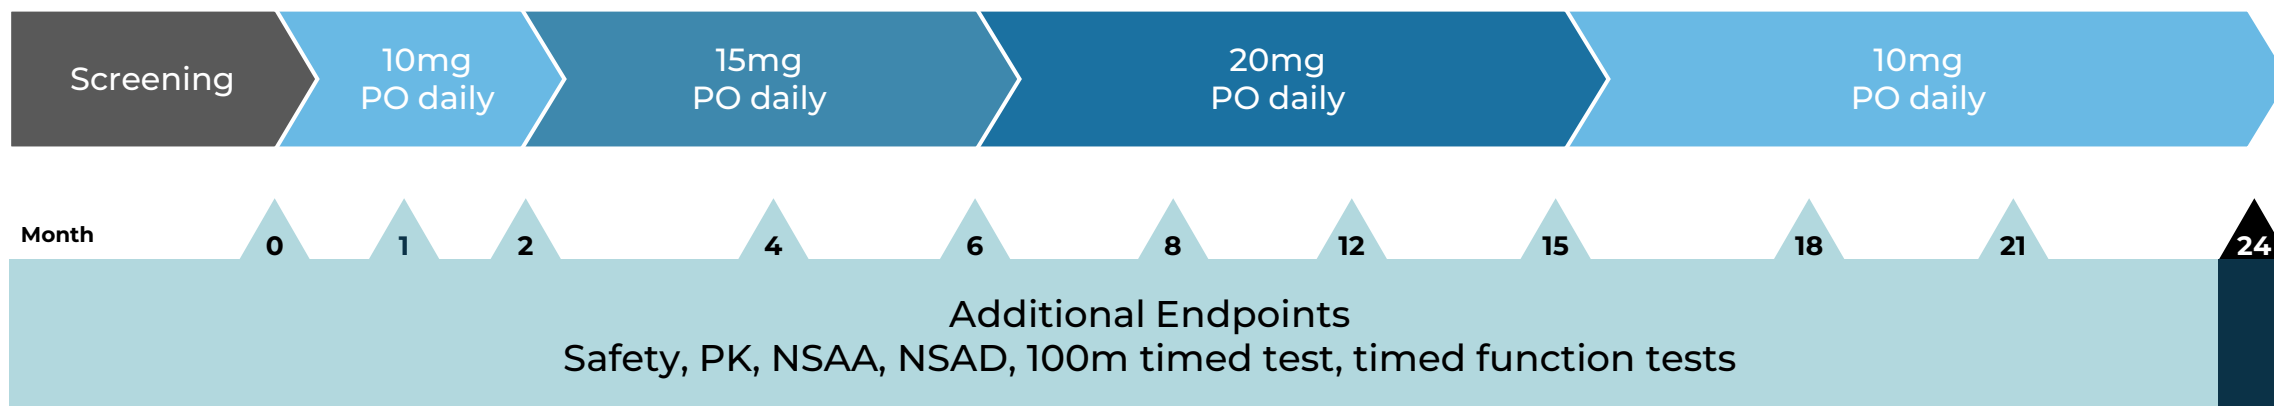 Screening
10mg
PO daily
15mg
PO daily
20mg
PO daily
10mg
PO daily
Month
0
1
2
4
6
8
12
15
18
21
24
Additional Endpoints
Safety, PK, NSAA, NSAD, 100m timed test, timed function tests